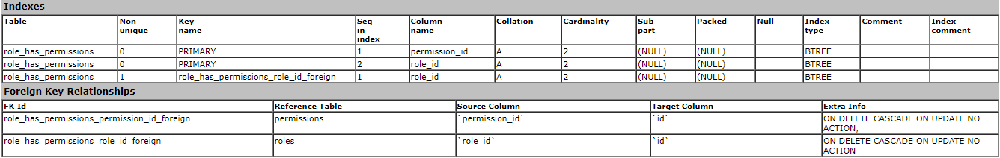 Indexes
Table Non unique Key name Seq in index Column name Collation Cardinality Sub part Packed Null Index type Comment Index comment
role_has_permissions 0 PRIMARY 1 permission_id A 2 (NULL) (NULL) BTREE
role_has_permissions 0 PRIMARY 2 role_id A 2 (NULL) (NULL) BTREE
role_has_permissions 1 role_has_permissions_role_id_foreign 1 role_id A 2 (NULL) (NULL) BTREE
Foreign Key Relationships
FK Id Reference Table Source Column Target Column Extra Info
role_has_permissions_permission_id_foreign permissions `permission_id` `id` ON DELETE CASCADE ON UPDATE NO
ACTION,
role_has_permissions_role_id_foreign roles `role_id` `id` ON DELETE CASCADE ON UPDATE NO
ACTION